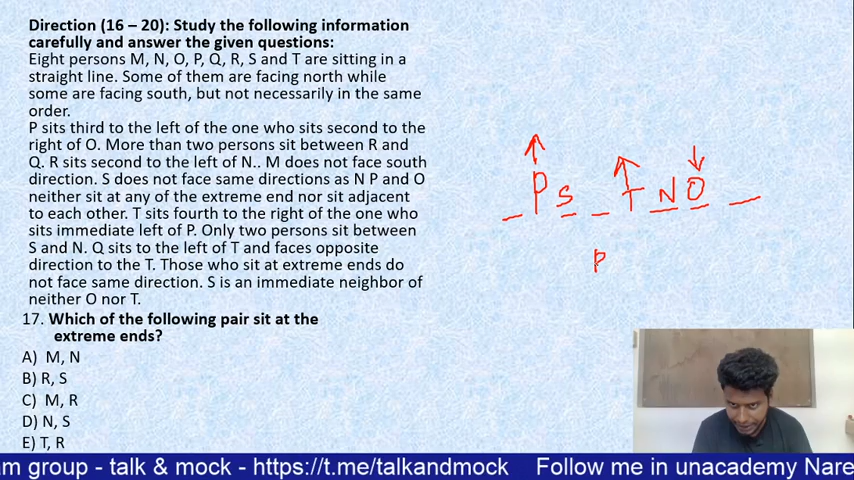 Direction (16 – 20): Study the following information
carefully and answer the given questions:
Eight persons M, N, O, P, Q, R, S and T are sitting in a
straight line. Some of them are facing north while
some are facing south, but not necessarily in the same
order.
P sits third to the left of the one who sits second to the
right of O. More than two persons sit between R and
Q. R sits second to the left of N.. M does not face south
direction. S does not face same directions as N P and O
neither sit at any of the extreme end nor sit adjacent
to each other. T sits fourth to the right of the one who
sits immediate left of P. Only two persons sit between
S and N. Q sits to the left of T and faces opposite
direction to the T. Those who sit at extreme ends do
not face same direction. S is an immediate neighbor of
neither O nor T.
17. Which of the following pair sit at the
extreme ends?
A) M, N
B) R, S
C) M, R
D) N, S
E) T, R
P S T N O
P
am group - talk & mock - https://t.me/talkandmock Follow me in unacademy Nare